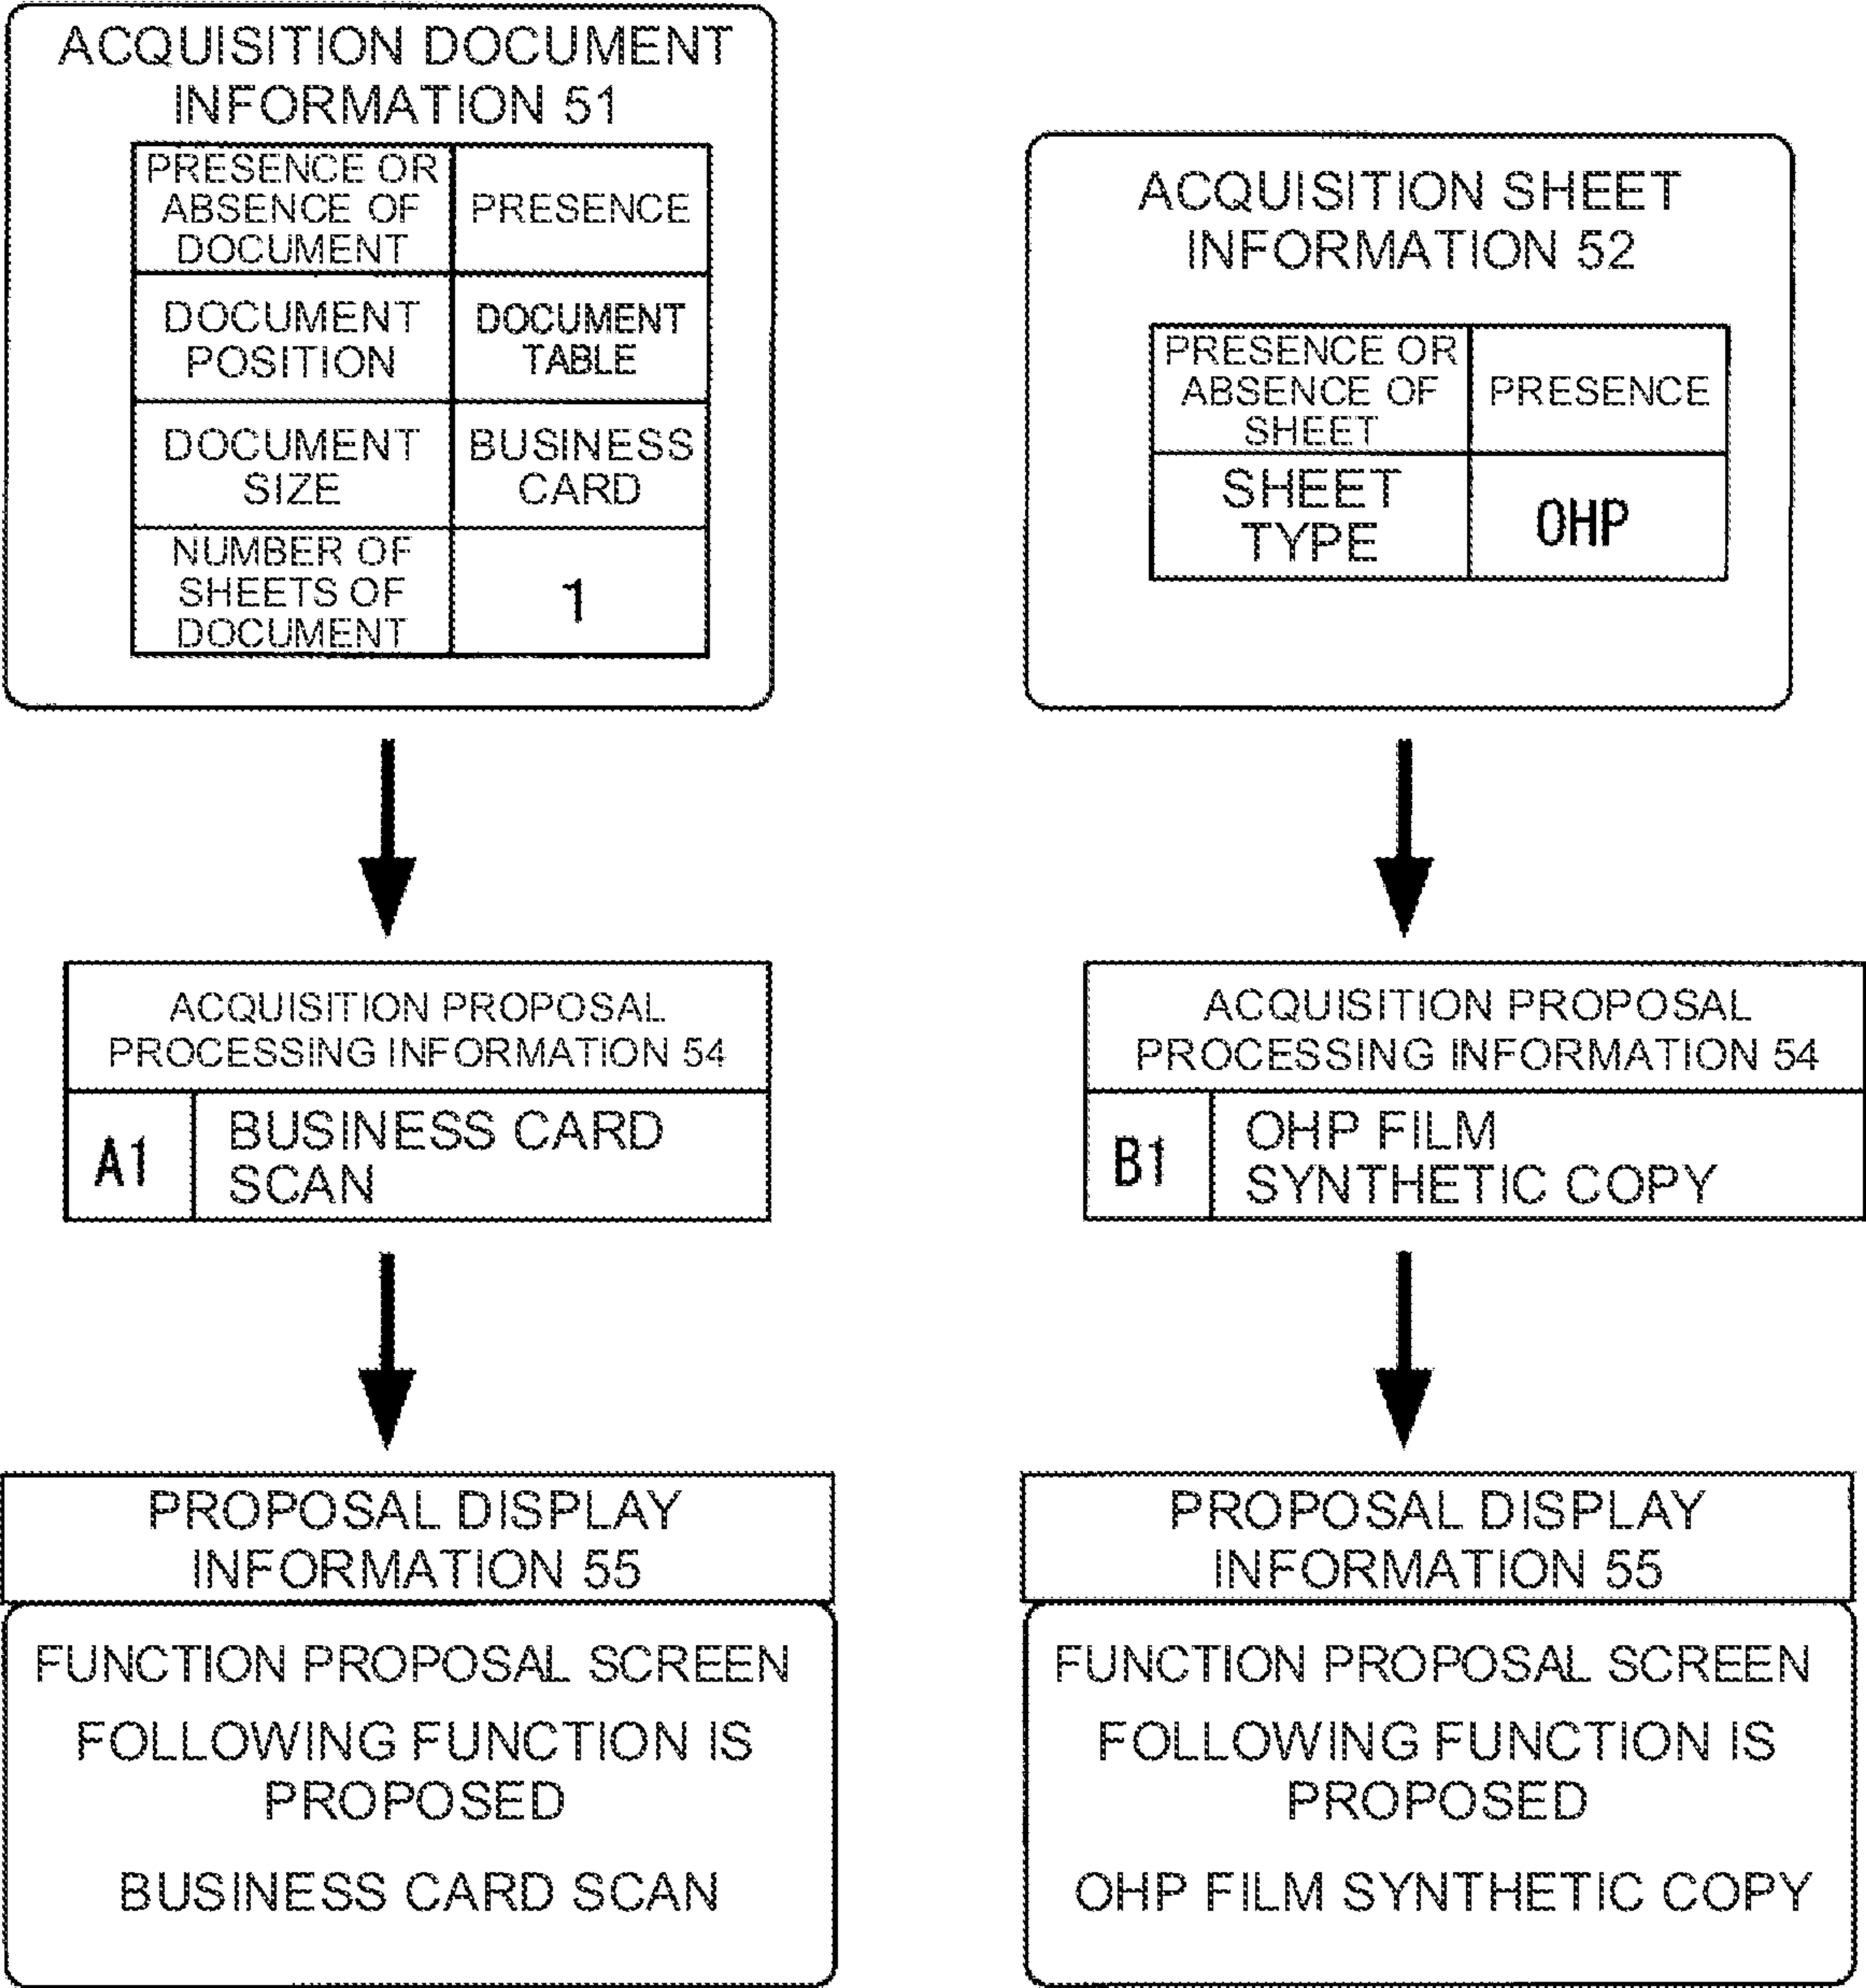 ACQUISITION DOCUMENT
INFORMATION 51
PRESENCE OR
ABSENCE OF
DOCUMENT
PRESENCE
DOCUMENT
POSITION
DOCUMENT
TABLE
DOCUMENT
SIZE
BUSINESS
CARD
NUMBER OF
SHEETS OF
DOCUMENT
1
ACQUISITION PROPOSAL
PROCESSING INFORMATION 54
A1
BUSINESS CARD
SCAN
PROPOSAL DISPLAY
INFORMATION 55
FUNCTION PROPOSAL SCREEN
FOLLOWING FUNCTION IS
PROPOSED
BUSINESS CARD SCAN
ACQUISITION SHEET
INFORMATION 52
PRESENCE OR
ABSENCE OF
SHEET
PRESENCE
SHEET
TYPE
OHP
ACQUISITION PROPOSAL
PROCESSING INFORMATION 54
B1
OHP FILM
SYNTHETIC COPY
PROPOSAL DISPLAY
INFORMATION 55
FUNCTION PROPOSAL SCREEN
FOLLOWING FUNCTION IS
PROPOSED
OHP FILM SYNTHETIC COPY